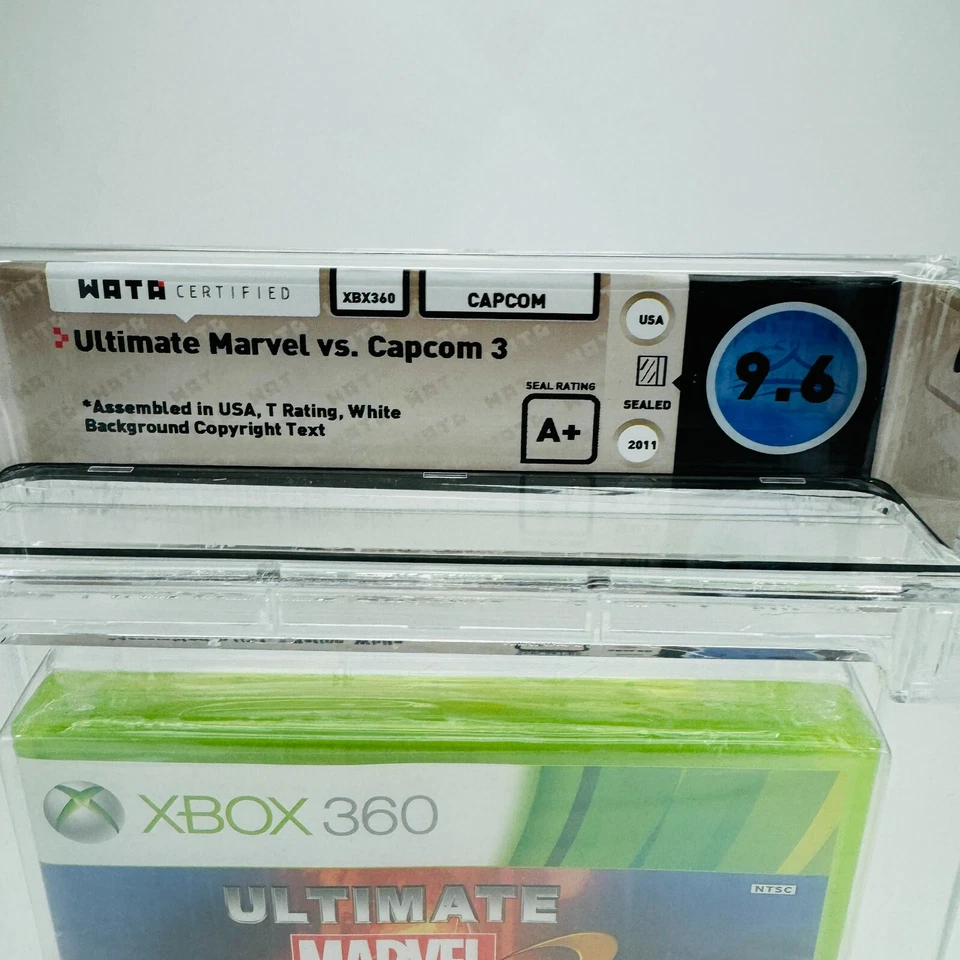 WATA CERTIFIED
XBX360
CAPCOM
Ultimate Marvel vs. Capcom 3
*Assembled in USA, T Rating, White
Background Copyright Text
SEAL RATING
A+
USA
SEALED
2011
9.6
XBOX 360
NTSC
ULTIMATE
MARVEL